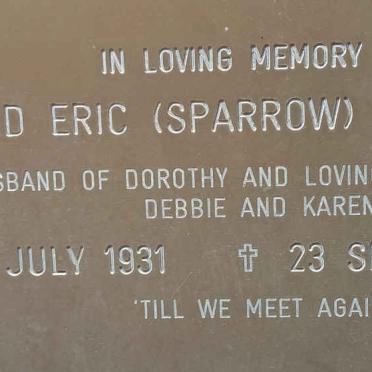 IN LOVING MEMORY
D ERIC (SPARROW)
SBAND OF DOROTHY AND LOVIN
DEBBIE AND KAREN
JULY 1931 ✝ 23 S
'TILL WE MEET AGAI